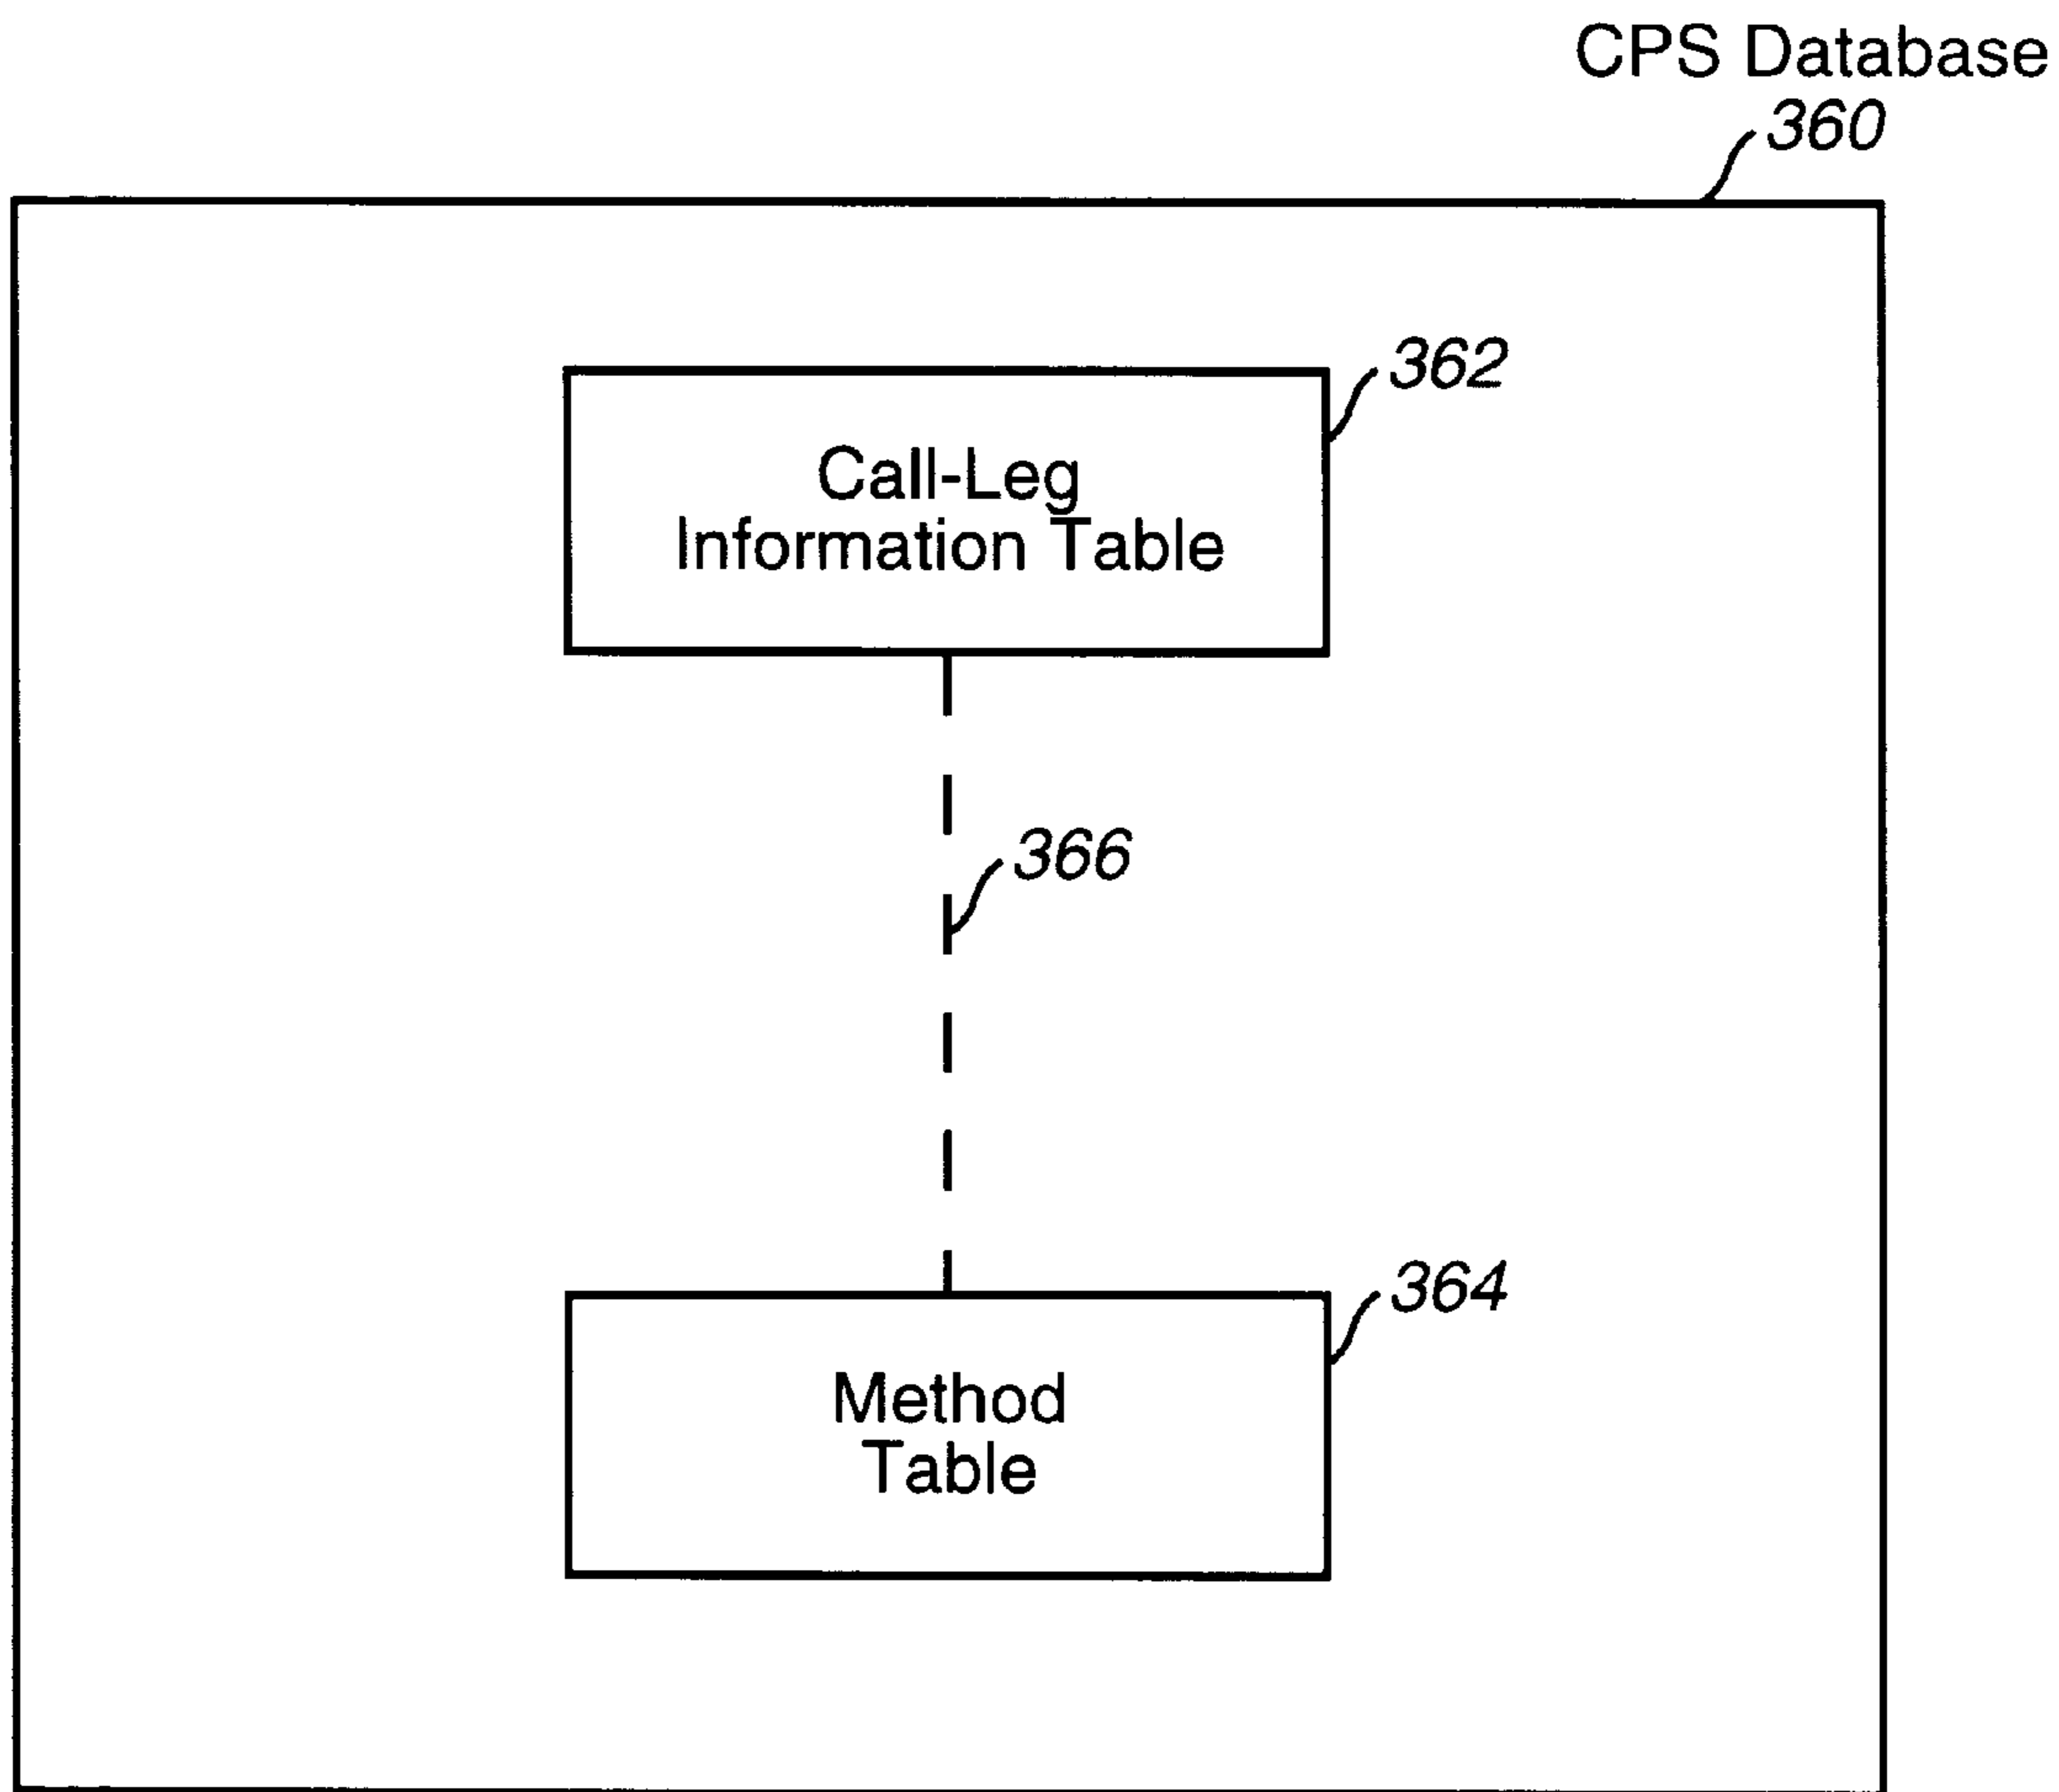 CPS Database
360
362
Call-Leg
Information Table
366
364
Method
Table